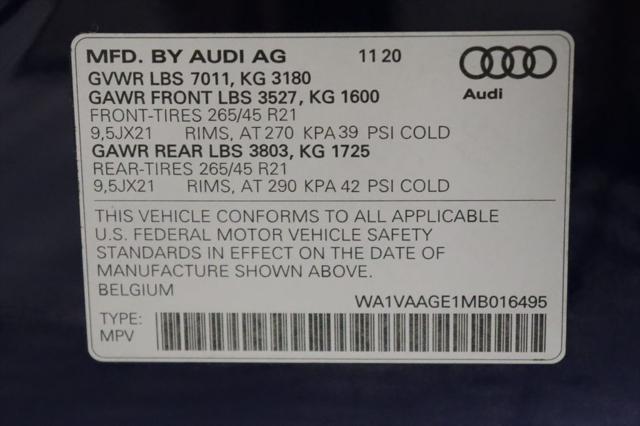 MFD. BY AUDI AG 11 20
GVWR LBS 7011, KG 3180
GAWR FRONT LBS 3527, KG 1600
Audi
FRONT-TIRES 265/45 R21
9,5JX21 RIMS, AT 270 KPA 39 PSI COLD
GAWR REAR LBS 3803, KG 1725
REAR-TIRES 265/45 R21
9,5JX21 RIMS, AT 290 KPA 42 PSI COLD
THIS VEHICLE CONFORMS TO ALL APPLICABLE
U.S. FEDERAL MOTOR VEHICLE SAFETY
STANDARDS IN EFFECT ON THE DATE OF
MANUFACTURE SHOWN ABOVE.
BELGIUM WA1VAAGE1MB016495
TYPE:
MPV